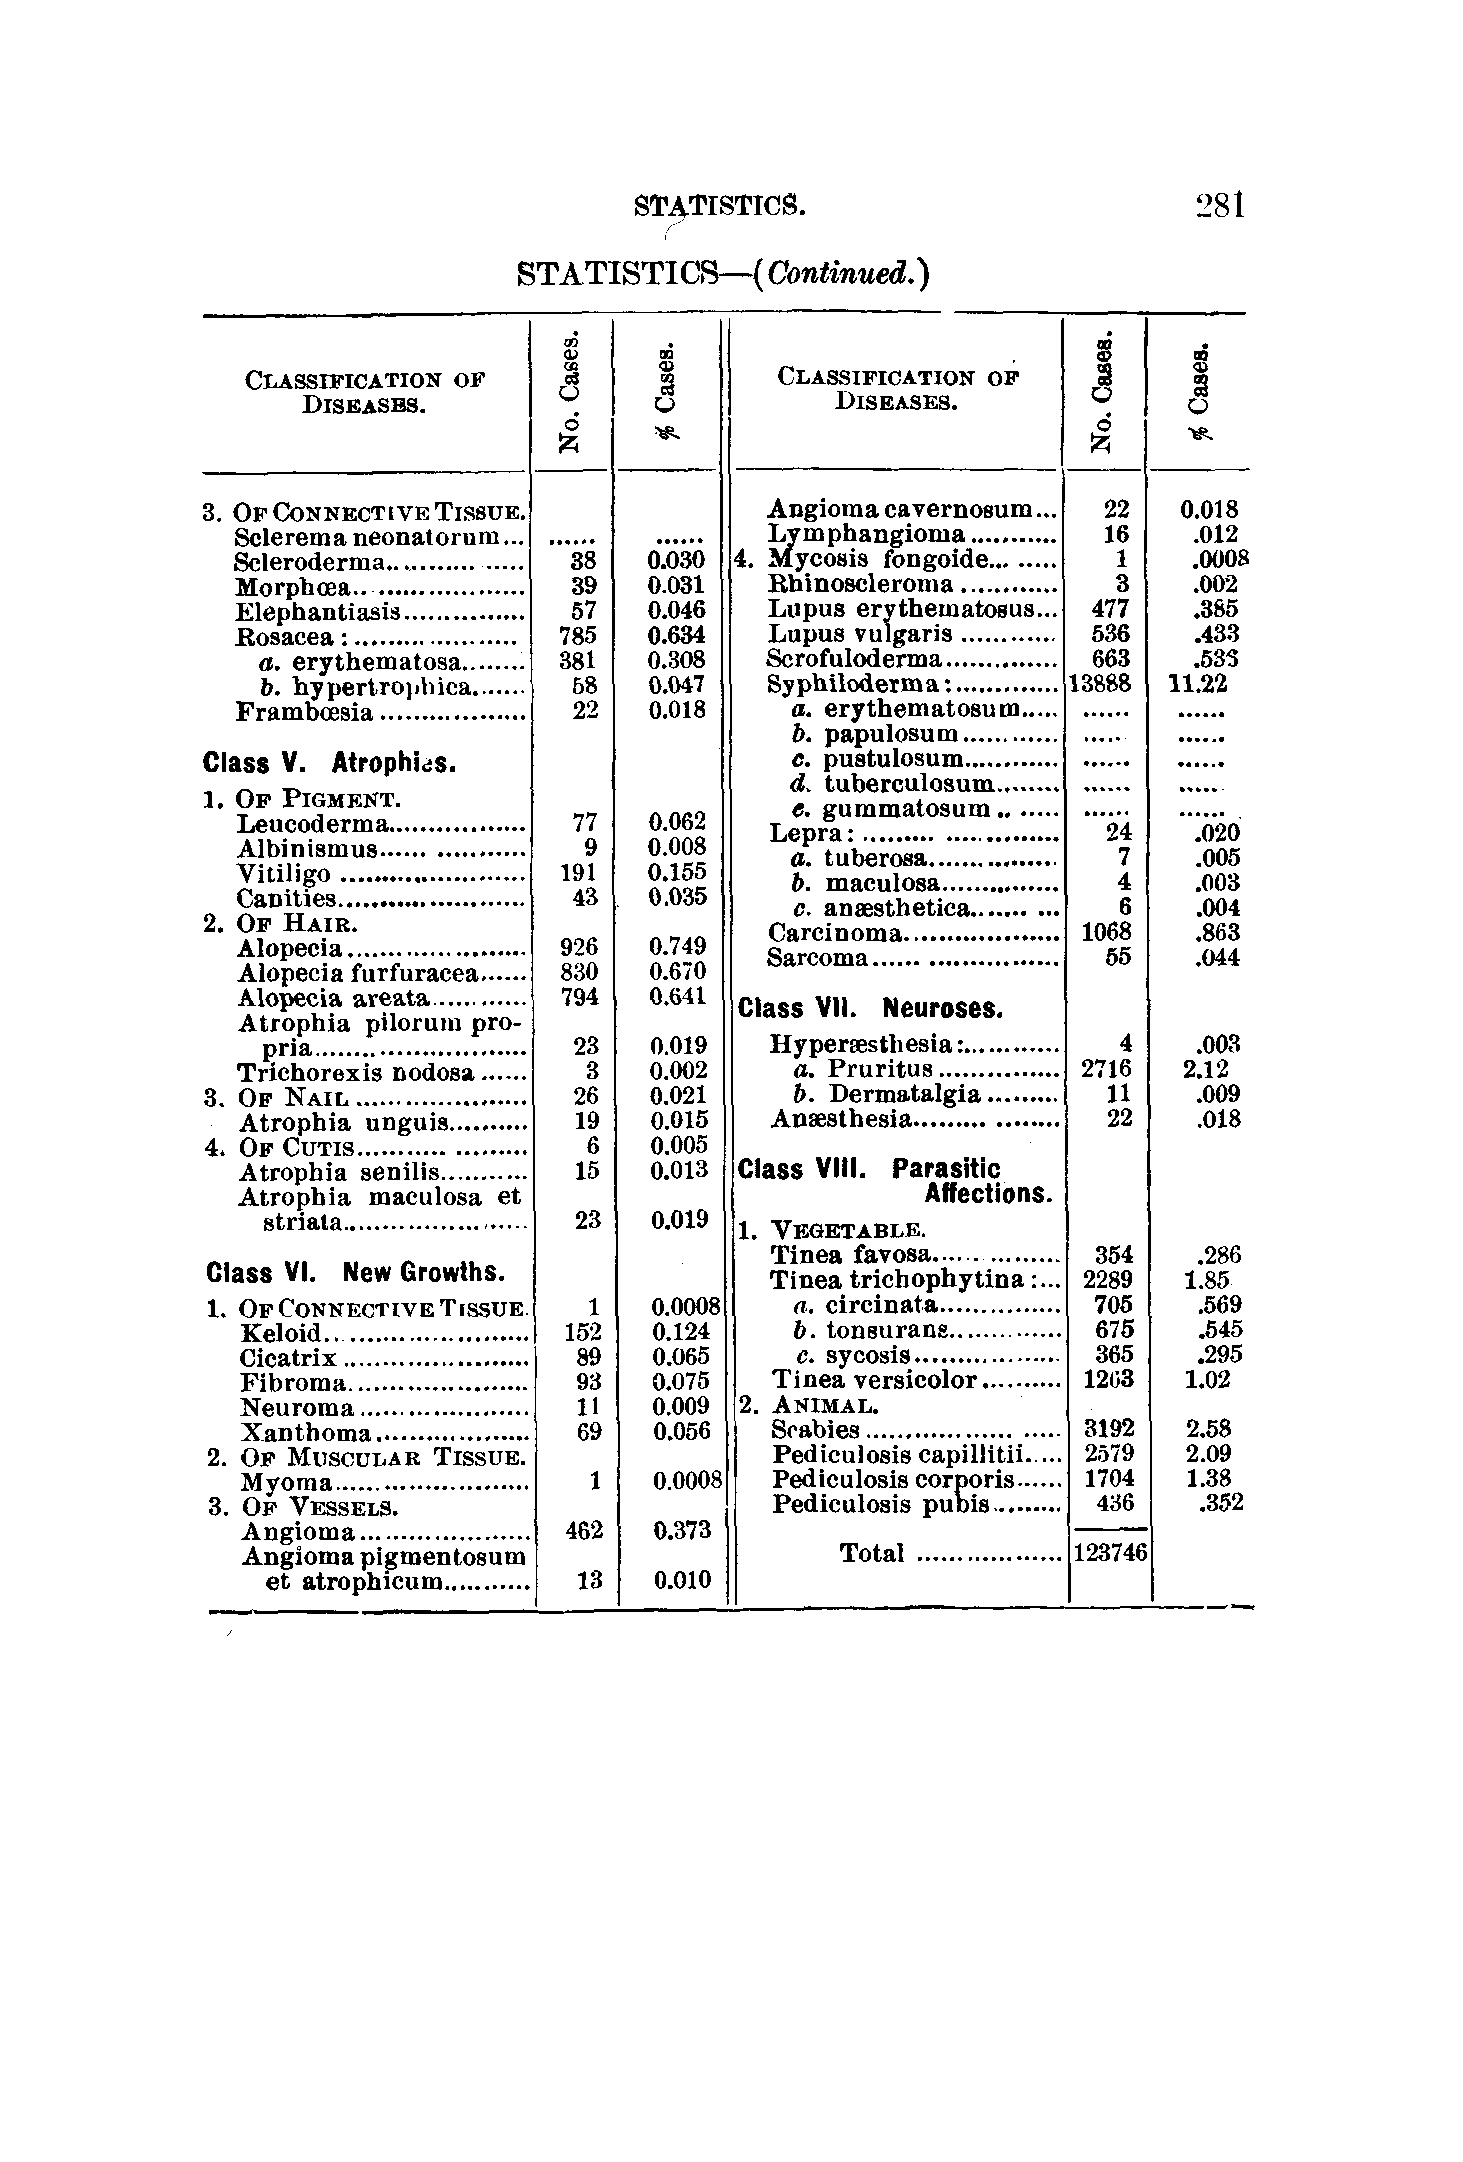 STATISTICS. 281
STATISTICS—(Continued.)
CLASSIFICATION OF
DISEASES.
No. Cases.
% Cases.
3. OF CONNECTIVE TISSUE.
Sclerema neonatorum... ...... ......
Scleroderma............ ..... 38 0.030
Morphœa.. ................... 39 0.031
Elephantiasis............... 57 0.046
Rosacea :.................... 785 0.634
a. erythematosa........ 381 0.308
b. hypertrophica....... 58 0.047
Frambœsia .................. 22 0.018
Class V. Atrophies.
1. OF PIGMENT.
Leucoderma................. 77 0.062
Albinismus...... ............ 9 0.008
Vitiligo ....................... 191 0.155
Canities........................ 43 0.035
2. OF HAIR.
Alopecia....................... 926 0.749
Alopecia furfuracea...... 830 0.670
Alopecia areata............ 794 0.641
Atrophia pilorum pro-
pria........................... 23 0.019
Trichorexis nodosa ...... 3 0.002
3. OF NAIL ..................... 26 0.021
Atrophia unguis.......... 19 0.015
4. OF CUTIS........... ......... 6 0.005
Atrophia senilis........... 15 0.013
Atrophia maculosa et
striata....................... 23 0.019
Class VI. New Growths.
1. OF CONNECTIVE TISSUE. 1 0.0008
Keloid.. ....................... 152 0.124
Cicatrix ....................... 89 0.065
Fibroma...................... 93 0.075
Neuroma ..................... 11 0.009
Xanthoma................... 69 0.056
2. OF MUSCULAR TISSUE.
Myoma........................ 1 0.0008
3. OF VESSELS.
Angioma ..................... 462 0.373
Angioma pigmentosum
et atrophicum........... 13 0.010
CLASSIFICATION OF
DISEASES.
No. Cases.
% Cases.
Angioma cavernosum... 22 0.018
Lymphangioma........... 16 .012
4. Mycosis fongoide... ..... 1 .0008
Rhinoscleroma ............ 3 .002
Lupus erythematosus... 477 .385
Lupus vulgaris ............ 536 .433
Scrofuloderma.............. 663 .535
Syphiloderma :............. 13888 11.22
a. erythematosum..... ...... ......
b. papulosum............ ..... ......
c. pustulosum............ ...... ......
d. tuberculosum........ ...... ......
e. gummatosum .. ..... ...... ......
Lepra : ......... .............. 24 .020
a. tuberosa................ 7 .005
b. maculosa............... 4 .003
c. anæsthetica....... ... 6 .004
Carcinoma................... 1068 .863
Sarcoma...... ................ 55 .044
Class VII. Neuroses.
Hyperæsthesia:............ 4 .003
a. Pruritus ............... 2716 2.12
b. Dermatalgia ......... 11 .009
Anæsthesia......... ........ 22 .018
Class VIII. Parasitic
Affections.
1. VEGETABLE.
Tinea favosa...... ......... 354 .286
Tinea trichophytina :... 2289 1.85
a. circinata............... 705 .569
b. tonsurans.............. 675 .545
c. sycosis.................. 365 .295
Tinea versicolor.......... 1263 1.02
2. ANIMAL.
Scabies .................. ..... 3192 2.58
Pediculosis capillitii..... 2579 2.09
Pediculosis corporis...... 1704 1.38
Pediculosis pubis......... 436 .352
Total .................. 123746